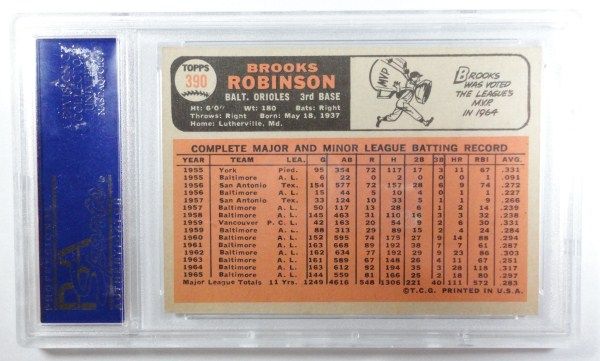 TOPPS
390
BROOKS
ROBINSON
BALT. ORIOLES 3rd BASE
Ht: 6'0" Wt: 180 Bats: Right
Throws: Right Born: May 18, 1937
Home: Lutherville, Md.
MVP
BROOKS
WAS VOTED
THE LEAGUE'S
M.V.P.
IN 1964
COMPLETE MAJOR AND MINOR LEAGUE BATTING RECORD
YEAR TEAM LEA. G AB R H 2B 3B HR RBI AVG.
1955 York Pied. 95 354 72 117 17 3 11 67 .331
1955 Baltimore A. L. 6 22 0 2 0 0 0 1 .091
1956 San Antonio Tex. 154 577 72 157 28 6 9 74 .272
1956 Baltimore A. L. 15 44 5 10 4 0 1 1 .227
1957 San Antonio Tex. 33 124 10 33 5 1 1 9 .266
1957 Baltimore A. L. 50 117 13 28 6 1 2 14 .239
1958 Baltimore A. L. 145 463 31 110 16 3 3 32 .238
1959 Vancouver P. C. L. 42 163 20 54 9 2 6 30 .331
1959 Baltimore A. L. 88 313 29 89 15 2 4 24 .284
1960 Baltimore A. L. 152 595 74 175 27 9 14 88 .294
1961 Baltimore A. L. 163 668 89 192 38 7 7 61 .287
1962 Baltimore A. L. 162 634 77 192 29 9 23 86 .303
1963 Baltimore A. L. 161 589 67 148 26 4 11 67 .251
1964 Baltimore A. L. 163 612 82 194 35 3 28 118 .317
1965 Baltimore A. L. 144 559 81 166 25 2 18 80 .297
Major League Totals 11 Yrs. 1249 4616 548 1306 221 40 111 572 .283
© T.C.G. PRINTED IN U.S.A.
PSA